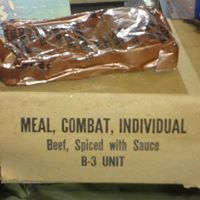 MEAL, COMBAT, INDIVIDUAL
Beef, Spiced with Sauce
B-3 UNIT